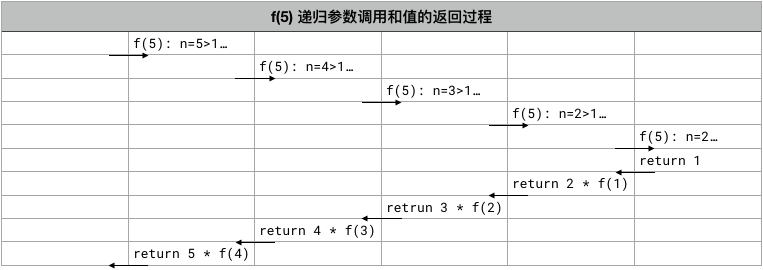 f(5) 递归参数调用和值的返回过程
f(5): n=5>1…
f(5): n=4>1…
f(5): n=3>1…
f(5): n=2>1…
f(5): n=2…
return 1
return 2 * f(1)
retrun 3 * f(2)
return 4 * f(3)
return 5 * f(4)